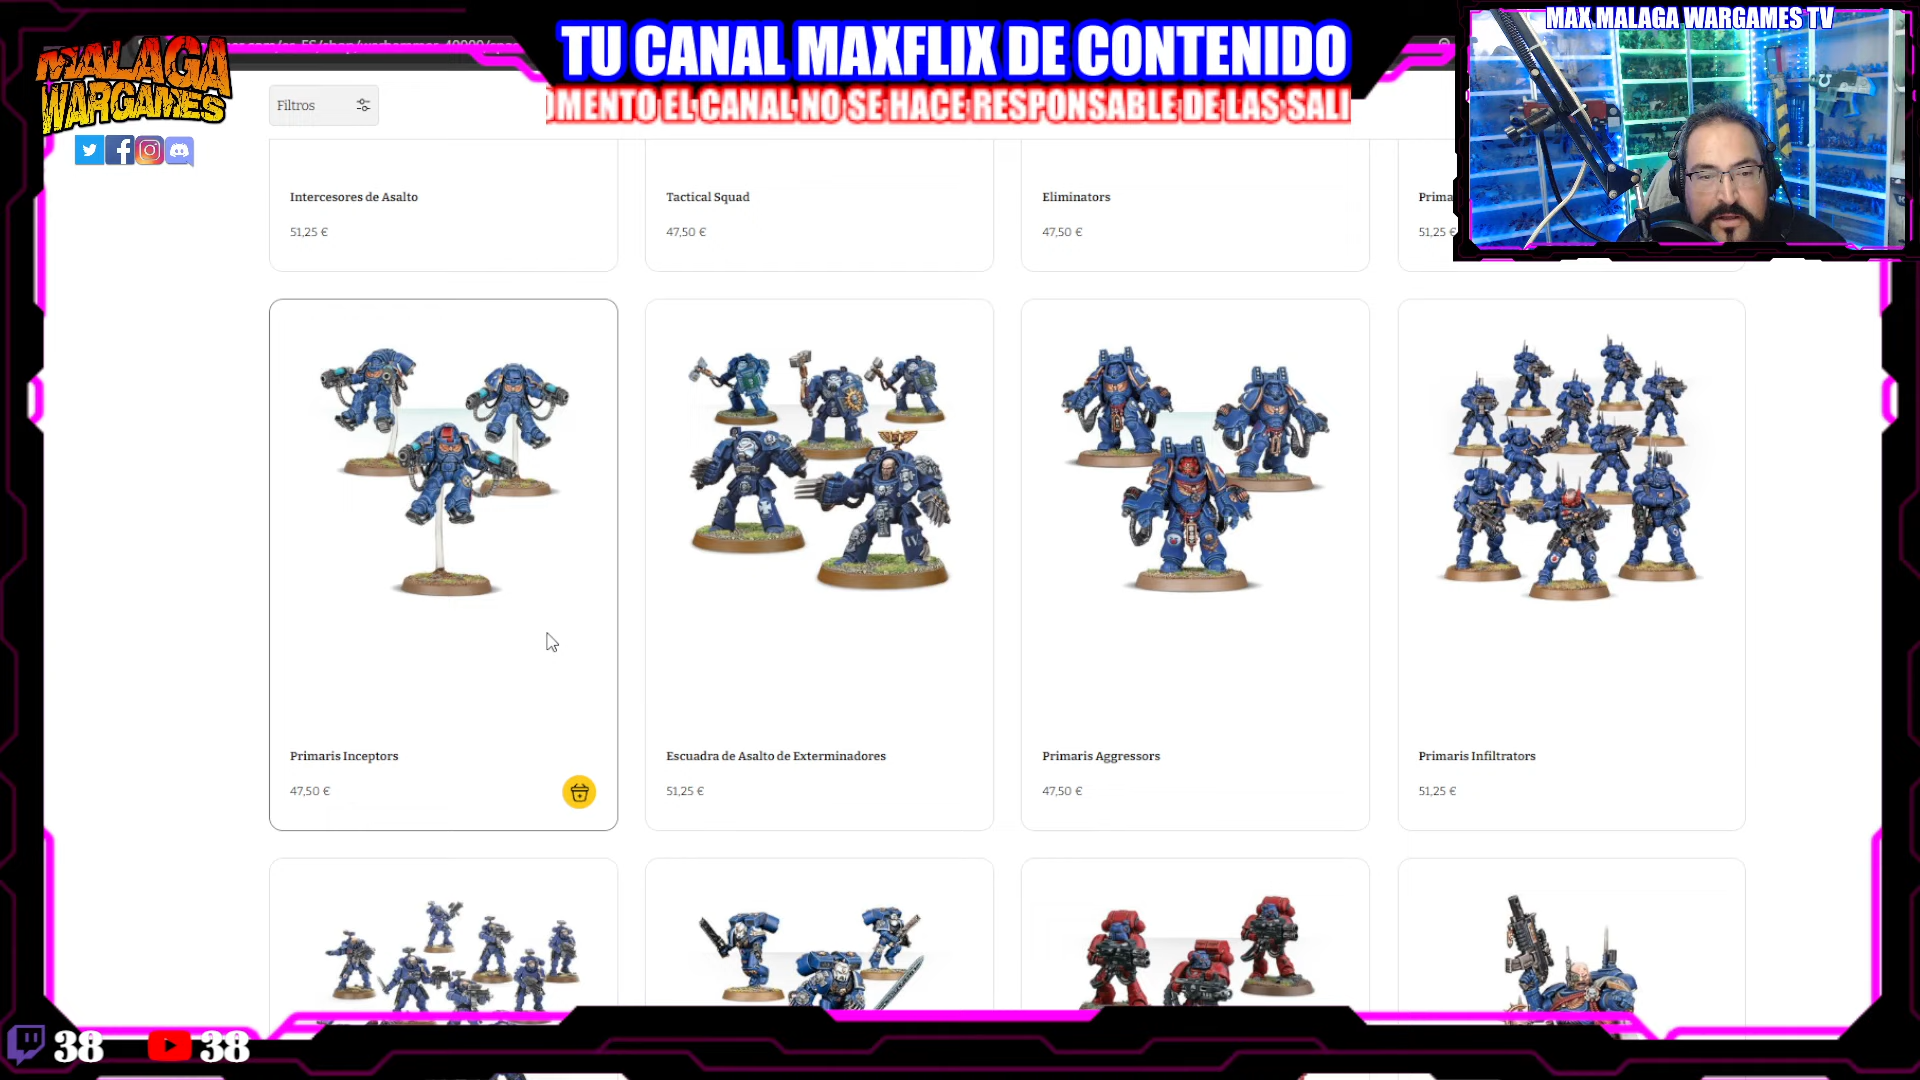 TU CANAL MAXFLIX DE CONTENIDO
MAX MALAGA WARGAMES TV
MALAGA
WARGAMES
OMENTO EL CANAL NO SE HACE RESPONSABLE DE LAS SALI
Filtros
Intercesores de Asalto
51,25 €
Tactical Squad
47,50 €
Eliminators
47,50 €
Prima
51,25 €
Primaris Inceptors
47,50 €
Escuadra de Asalto de Exterminadores
51,25 €
Primaris Aggressors
47,50 €
Primaris Infiltrators
51,25 €
38
38